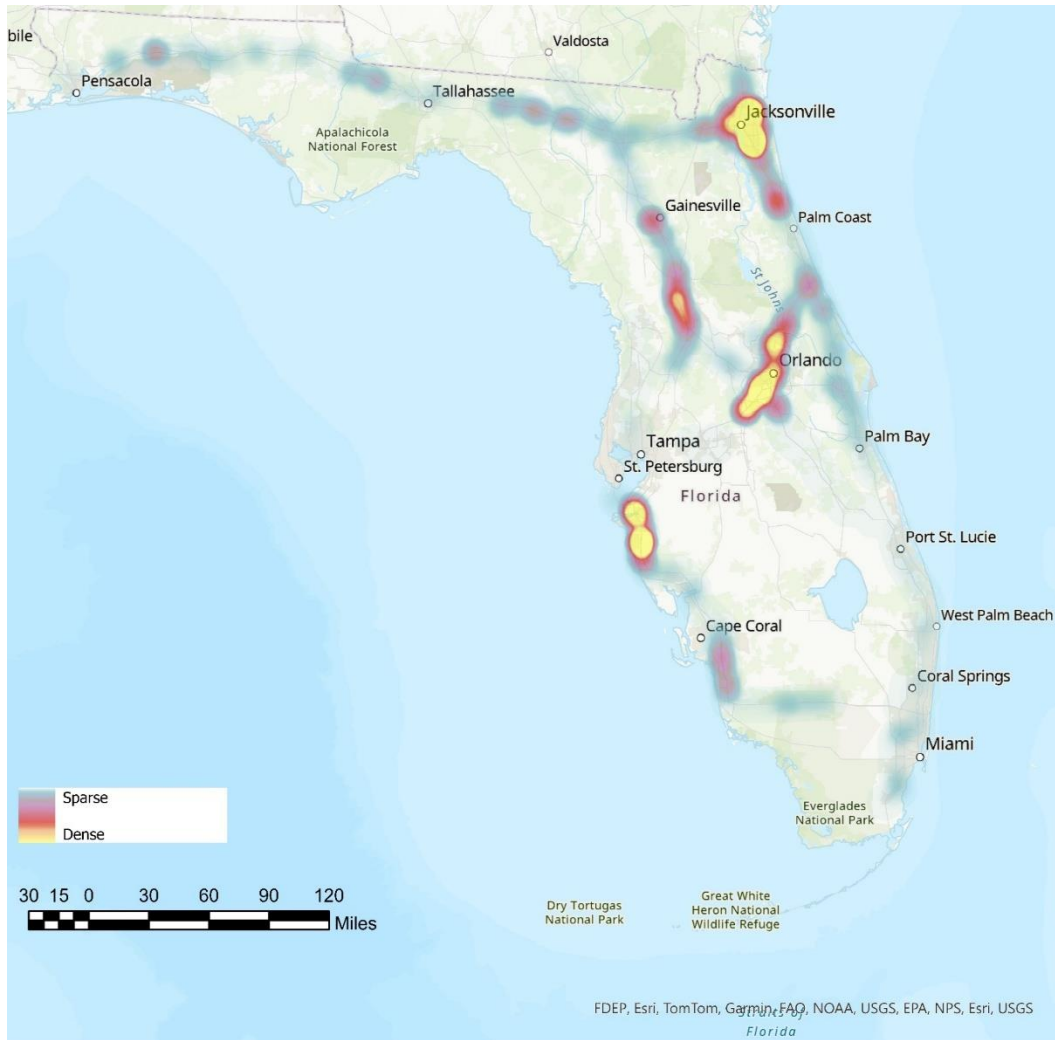 bile
Valdosta
Pensacola
Tallahassee
Jacksonville
Apalachicola
National Forest
Gainesville
Palm Coast
St Johns
Orlando
Tampa
Palm Bay
St. Petersburg
Florida
Port St. Lucie
West Palm Beach
Cape Coral
Coral Springs
Miami
Sparse
Dense
Everglades
National Park
30 15 0 30 60 90 120
Miles
Dry Tortugas
National Park
Great White
Heron National
Wildlife Refuge
FDEP, Esri, TomTom, Garmin, FAO, NOAA, USGS, EPA, NPS, Esri, USGS
Straits of
Florida